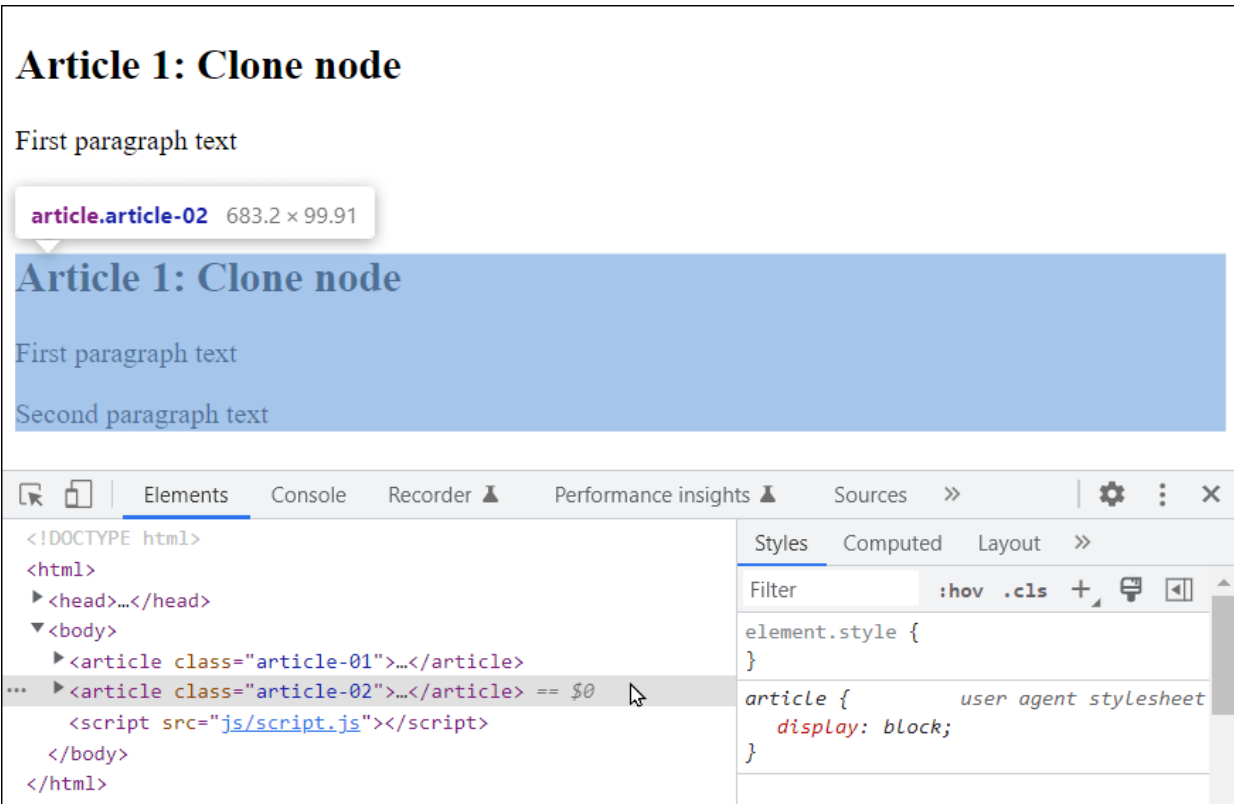 Article 1: Clone node
First paragraph text
article.article-02 683.2 × 99.91
Article 1: Clone node
First paragraph text
Second paragraph text
Elements Console Recorder Performance insights Sources »
<!DOCTYPE html>
<html>
<head>…</head>
<body>
<article class="article-01">…</article>
<article class="article-02">…</article> == $0
<script src="js/script.js"></script>
</body>
</html>
Styles Computed Layout »
Filter :hov .cls +
element.style {
}
article { user agent stylesheet
display: block;
}